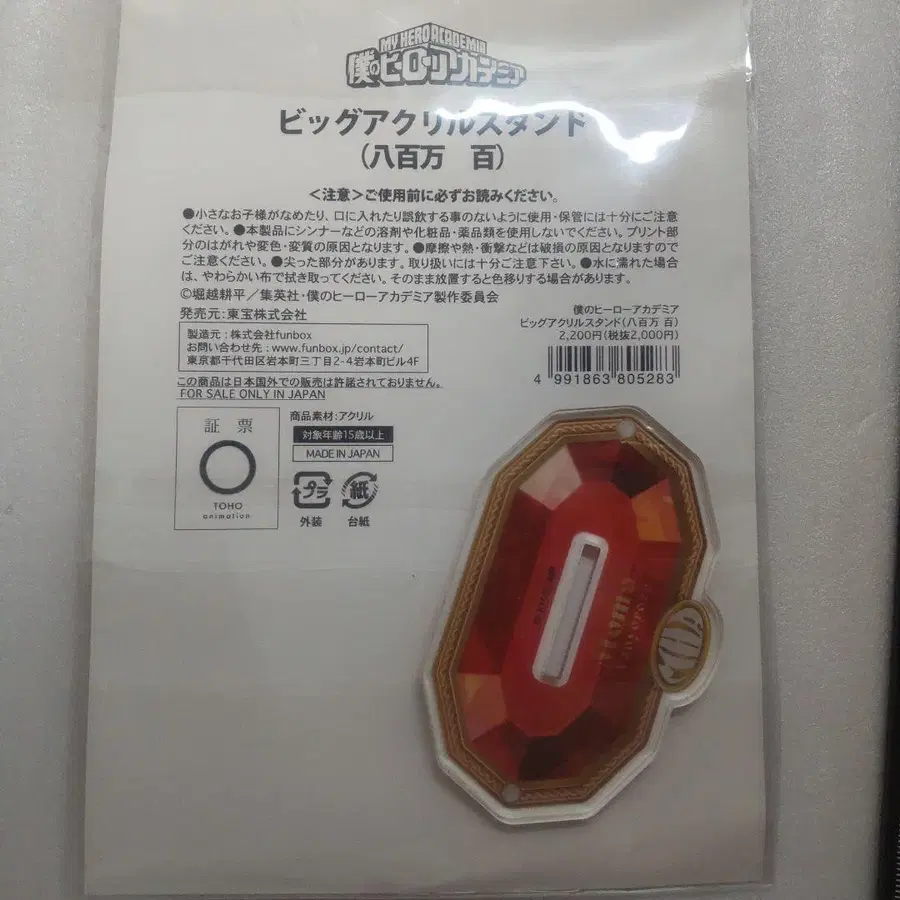 MY HERO ACADEMIA
僕のヒーローアカデミア
ビッグアクリルスタンド
(八百万 百)
<注意>ご使用前に必ずお読みください。
●小さなお子様がなめたり、口に入れたり誤飲する事のないように使用・保管には十分にご注意
ください。●本製品にシンナーなどの溶剤や化粧品・薬品類を使用しないでください。プリント部
分のはがれや変色・変質の原因となります。●摩擦や熱・衝撃などは破損の原因となりますので
ご注意ください。●尖った部分があります。取り扱いには十分ご注意下さい。●水に濡れた場合
は、やわらかい布で拭き取ってください。そのまま放置すると色移りする場合があります。
©堀越耕平/集英社・僕のヒーローアカデミア製作委員会
発売元:東宝株式会社
製造元:株式会社funbox
お問い合わせ先:www.funbox.jp/contact/
東京都千代田区岩本町三丁目2-4岩本町ビル4F
この商品は日本国外での販売は許諾されておりません。
FOR SALE ONLY IN JAPAN
僕のヒーローアカデミア
ビッグアクリルスタンド(八百万 百)
2,200円(税抜2,000円)
4 991863 805283
証 票
TOHO
animation
商品素材:アクリル
対象年齢15歳以上
MADE IN JAPAN
プラ
外装
紙
台紙
Momo